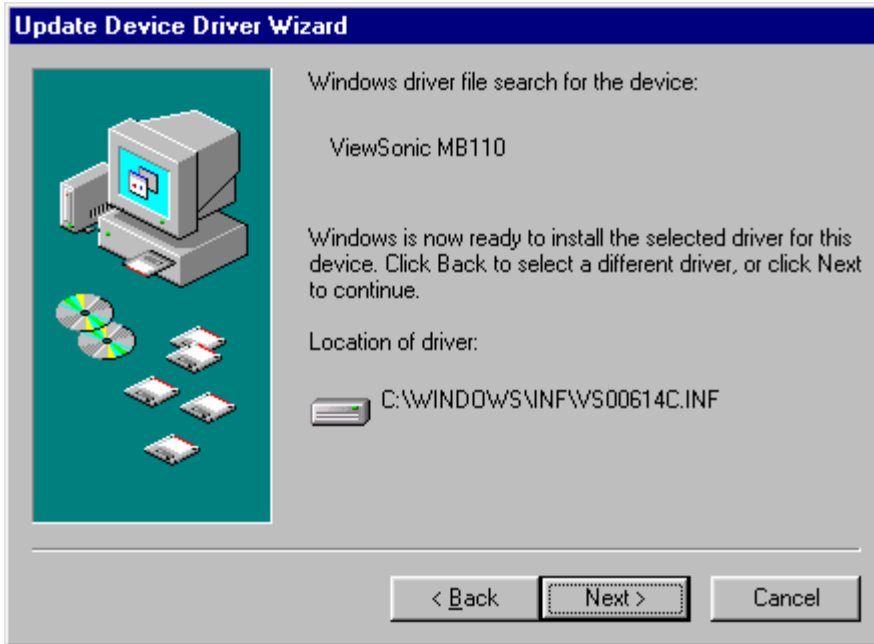 Update Device Driver Wizard
Windows driver file search for the device:
ViewSonic MB110
Windows is now ready to install the selected driver for this
device. Click Back to select a different driver, or click Next
to continue.
Location of driver:
C:\WINDOWS\INF\VS00614C.INF
< Back
Next >
Cancel